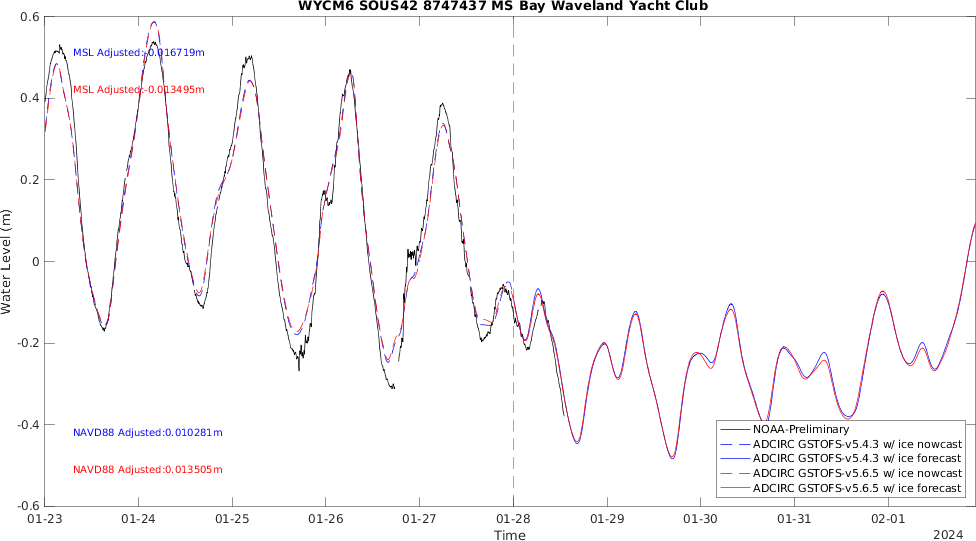 WYCM6 SOUS42 8747437 MS Bay Waveland Yacht Club
0.6
0.4
0.2
0
-0.2
-0.4
-0.6
Water Level (m)
MSL Adjusted:-0.016719m
MSL Adjusted:-0.013495m
NAVD88 Adjusted:0.010281m
NAVD88 Adjusted:0.013505m
NOAA-Preliminary
ADCIRC GSTOFS-v5.4.3 w/ ice nowcast
ADCIRC GSTOFS-v5.4.3 w/ ice forecast
ADCIRC GSTOFS-v5.6.5 w/ ice nowcast
ADCIRC GSTOFS-v5.6.5 w/ ice forecast
01-23 01-24 01-25 01-26 01-27 01-28 01-29 01-30 01-31 02-01
Time
2024